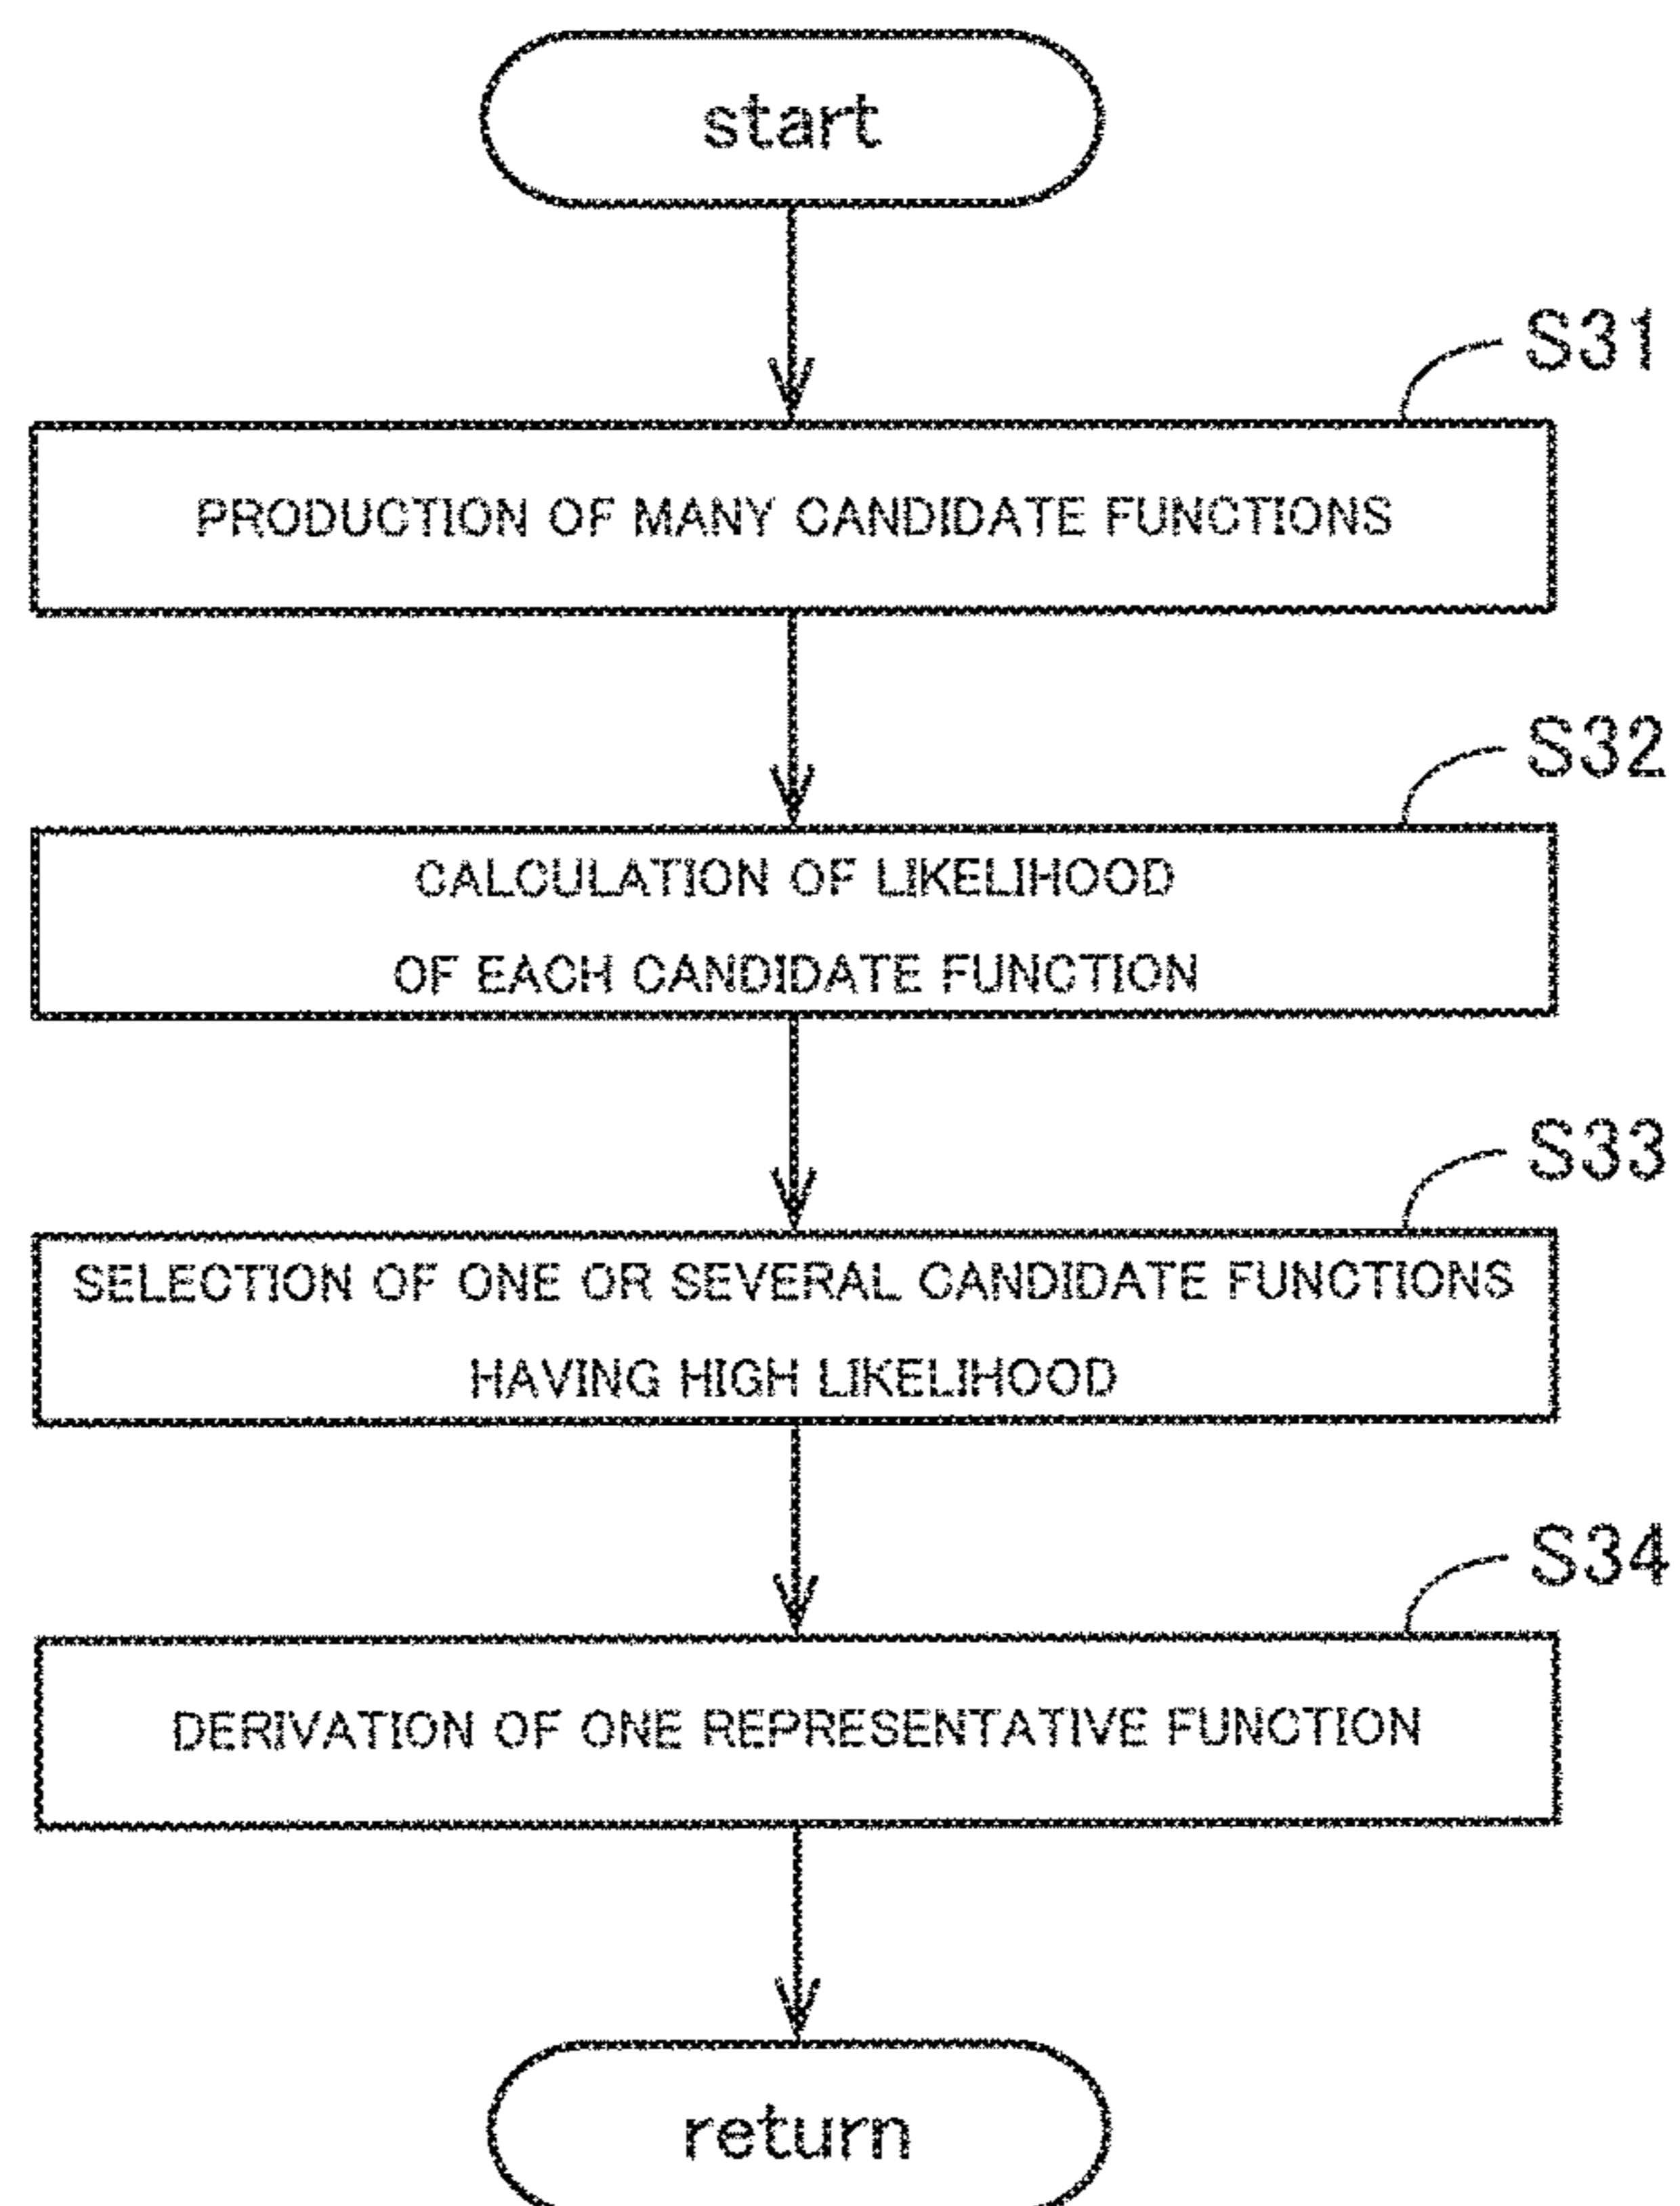 start
S31
PRODUCTION OF MANY CANDIDATE FUNCTIONS
S32
CALCULATION OF LIKELIHOOD
OF EACH CANDIDATE FUNCTION
S33
SELECTION OF ONE OR SEVERAL CANDIDATE FUNCTIONS
HAVING HIGH LIKELIHOOD
S34
DERIVATION OF ONE REPRESENTATIVE FUNCTION
return